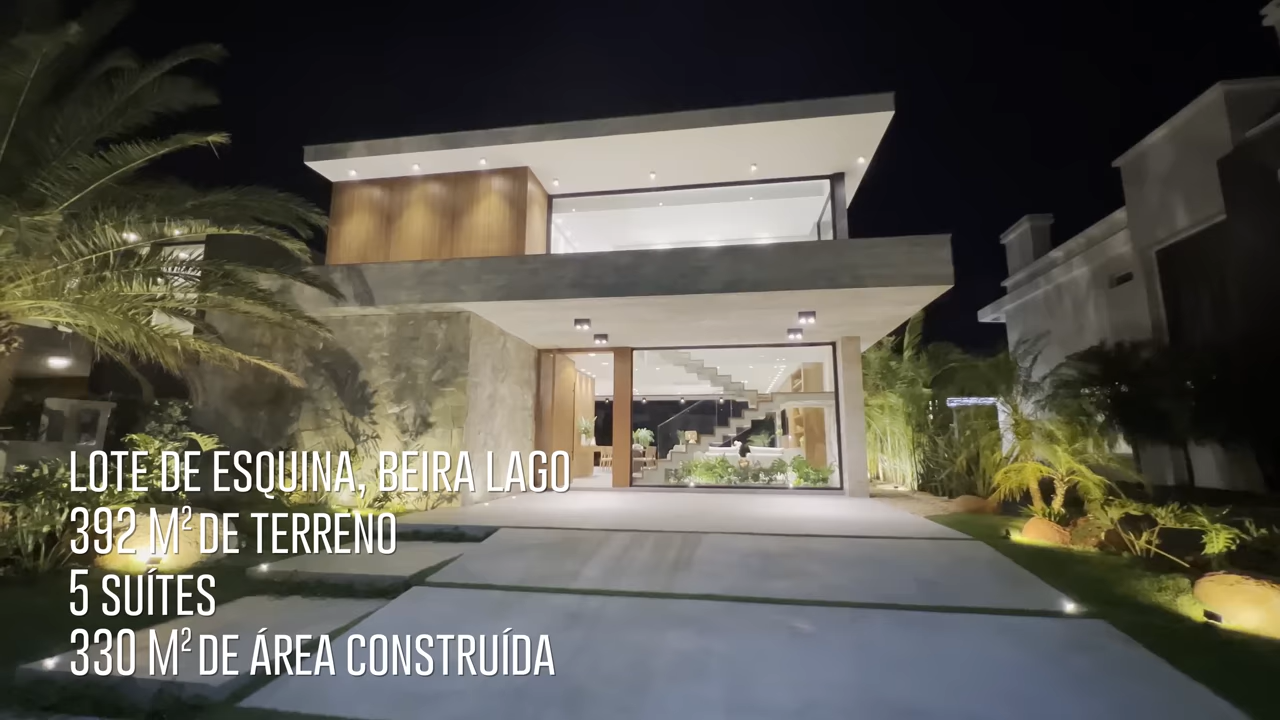 LOTE DE ESQUINA, BEIRA LAGO
392 M² DE TERRENO
5 SUÍTES
330 M² DE ÁREA CONSTRUÍDA